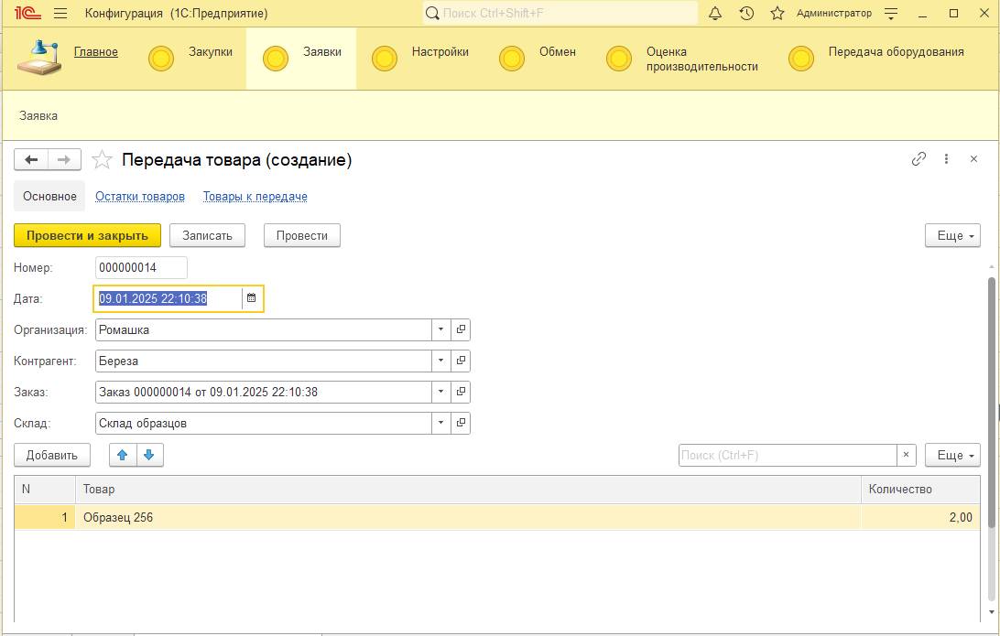 1С Конфигурация (1С:Предприятие) Поиск Ctrl+Shift+F Администратор
Главное Закупки Заявки Настройки Обмен Оценка производительности Передача оборудования
Заявка
Передача товара (создание)
Основное Остатки товаров Товары к передаче
Провести и закрыть Записать Провести Еще
Номер: 000000014
Дата: 09.01.2025 22:10:38
Организация: Ромашка
Контрагент: Береза
Заказ: Заказ 000000014 от 09.01.2025 22:10:38
Склад: Склад образцов
Добавить Поиск (Ctrl+F) × Еще
N Товар Количество
1 Образец 256 2,00